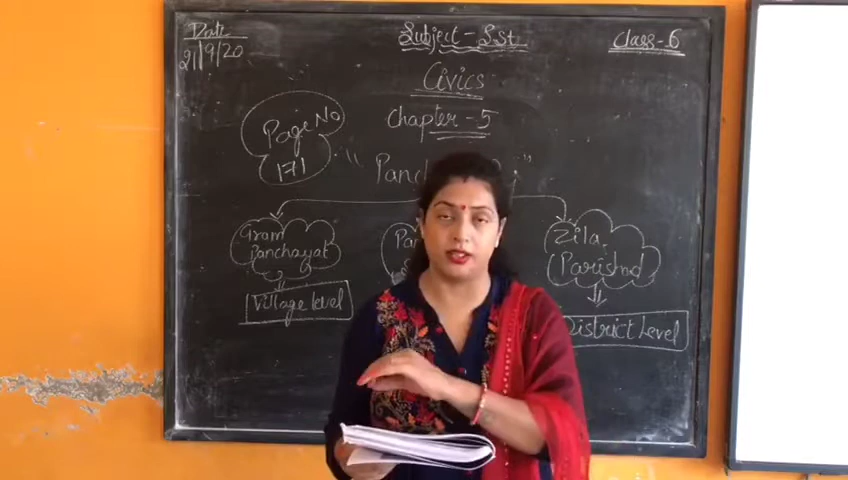 Date
21/9/20
Subject - S.st
Class - 6
Civics
Chapter - 5
Page No
171
"
"
Gram
Panchayat
Zila
Parishad
Village level
District Level